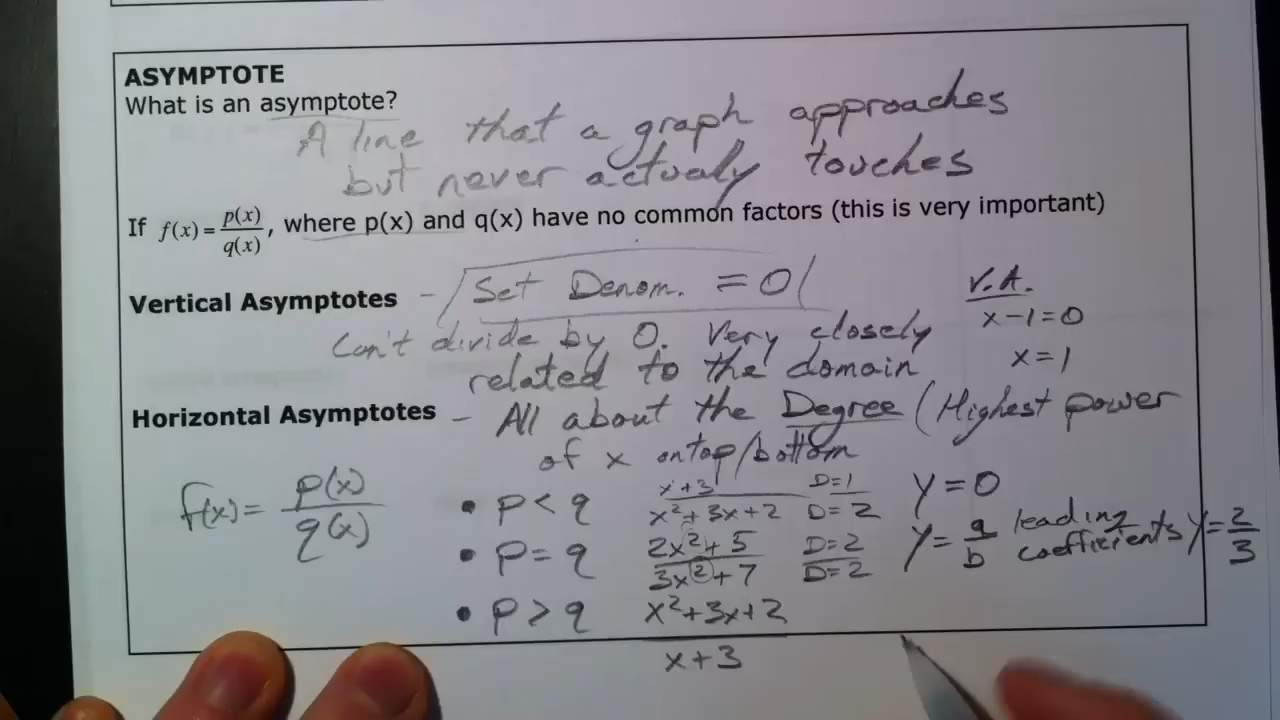 ASYMPTOTE
What is an asymptote?
A line that a graph approaches
but never actualy touches
If f(x) = p(x)/q(x), where p(x) and q(x) have no common factors (this is very important)
Vertical Asymptotes - Set Denom. = 0
V.A.
x-1=0
x=1
Can't divide by 0. Very closely
related to the domain
Horizontal Asymptotes - All about the Degree (Highest power
of x ontop/bottom
f(x) = p(x)/q(x)
• p < q x+3/x²+3x+2 D=1/D=2 y=0
• p = q 2x²+5/3x²+7 D=2/D=2 y=a/b leading coefficients y=2/3
• p > q x²+3x+2/x+3